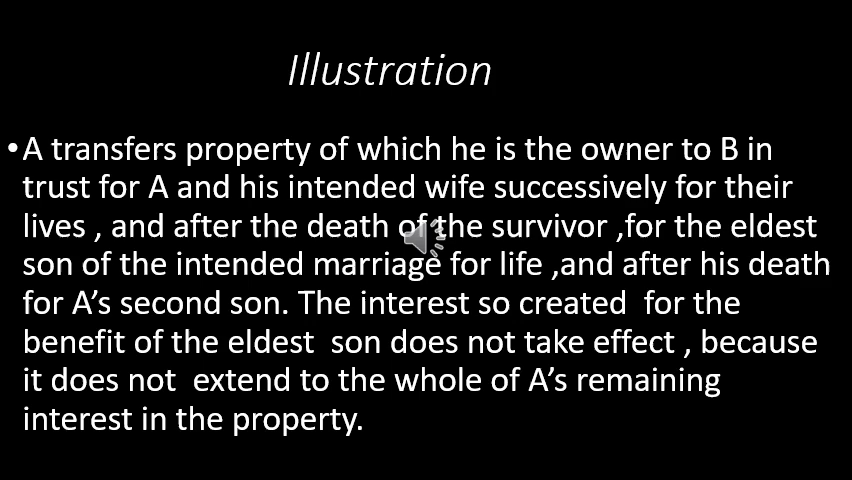 Illustration
•A transfers property of which he is the owner to B in
trust for A and his intended wife successively for their
lives , and after the death of the survivor ,for the eldest
son of the intended marriage for life ,and after his death
for A’s second son. The interest so created  for the
benefit of the eldest  son does not take effect , because
it does not  extend to the whole of A’s remaining
interest in the property.